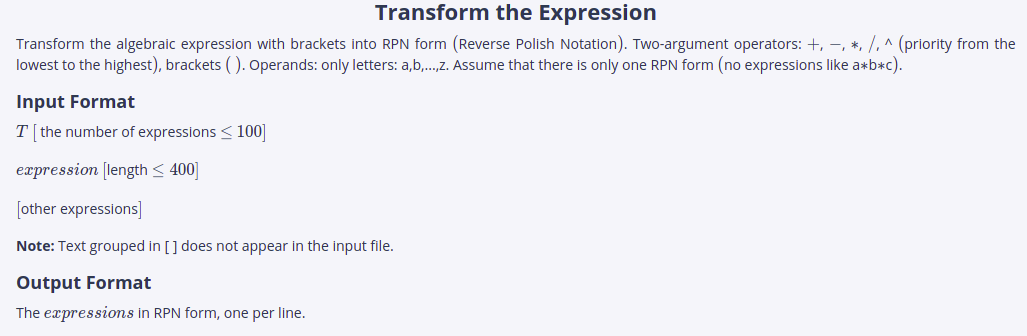 Transform the Expression
Transform the algebraic expression with brackets into RPN form (Reverse Polish Notation). Two-argument operators: +, −, *, /, ^ (priority from the
lowest to the highest), brackets ( ). Operands: only letters: a,b,...,z. Assume that there is only one RPN form (no expressions like a*b*c).
Input Format
T [ the number of expressions ≤ 100]
expression [length ≤ 400]
[other expressions]
Note: Text grouped in [ ] does not appear in the input file.
Output Format
The expressions in RPN form, one per line.